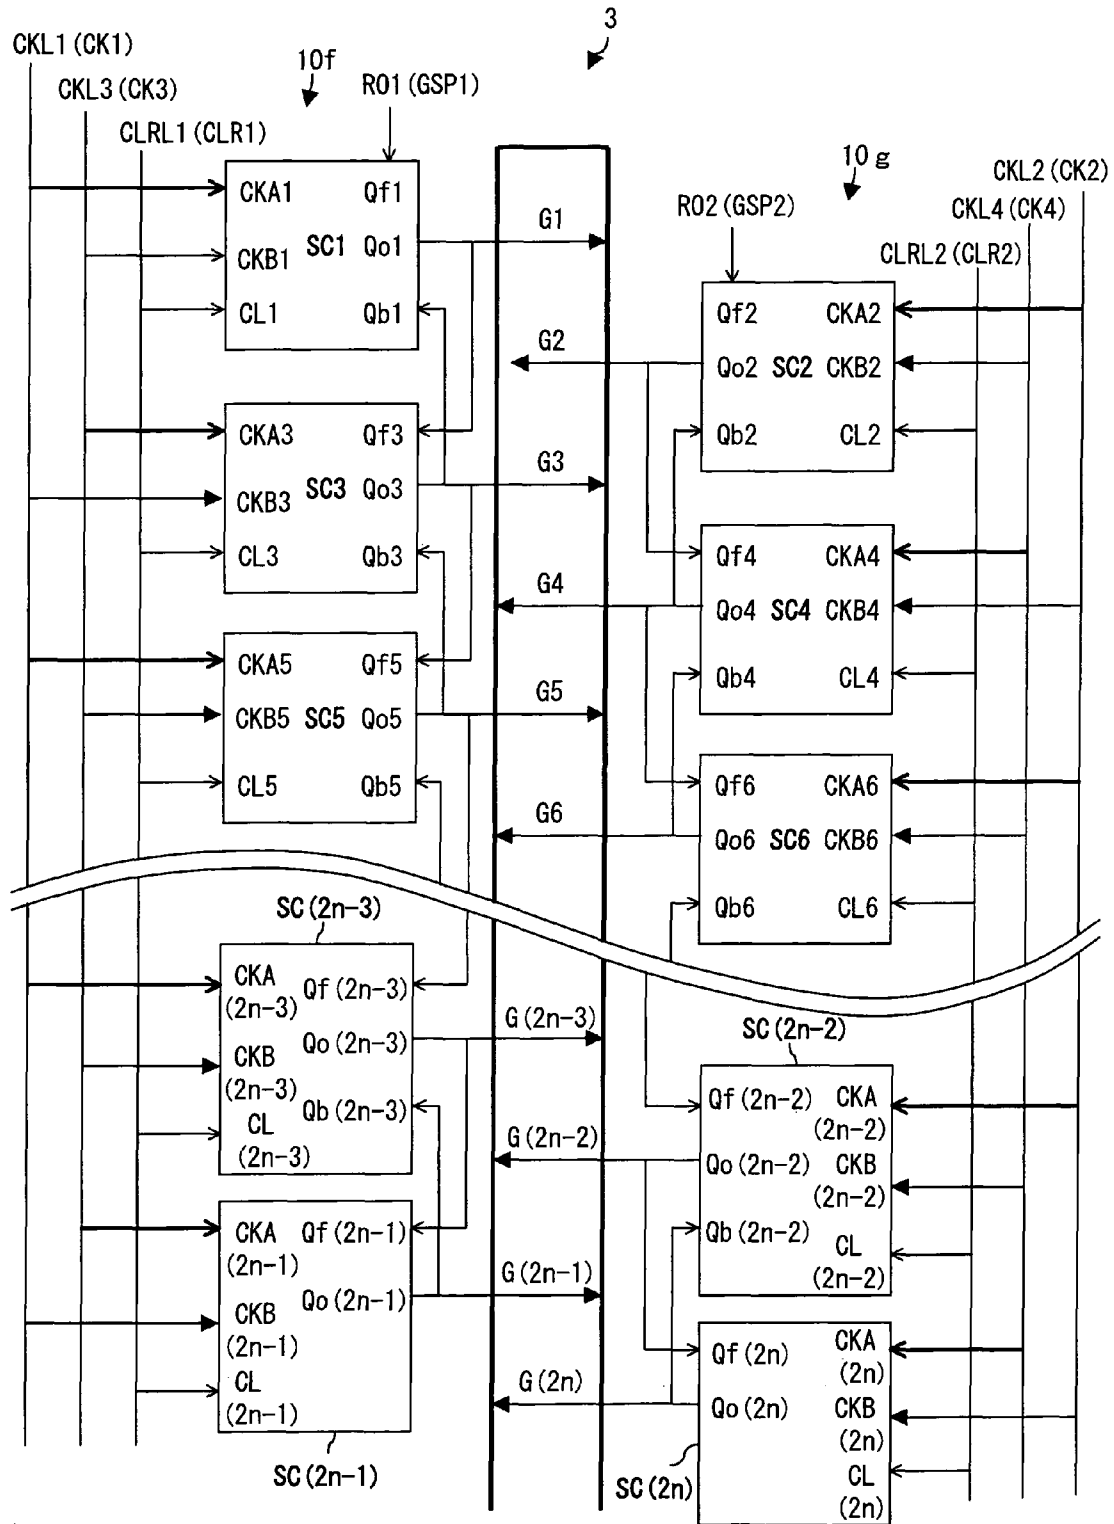 3
CKL1(CK1)
10f
CKL3(CK3)
RO1(GSP1)
CLRL1(CLR1)
10g
CKL2(CK2)
RO2(GSP2)
CKL4(CK4)
CLRL2(CLR2)
CKA1 Qf1
CKB1 SC1 Qo1
CL1 Qb1
G1
Qf2 CKA2
Qo2 SC2 CKB2
Qb2 CL2
G2
CKA3 Qf3
CKB3 SC3 Qo3
CL3 Qb3
G3
Qf4 CKA4
Qo4 SC4 CKB4
Qb4 CL4
G4
CKA5 Qf5
CKB5 SC5 Qo5
CL5 Qb5
G5
Qf6 CKA6
Qo6 SC6 CKB6
Qb6 CL6
G6
SC(2n-3)
CKA
(2n-3)
Qf(2n-3)
Qo(2n-3)
CKB
(2n-3)
Qb(2n-3)
CL
(2n-3)
G(2n-3)
SC(2n-2)
Qf(2n-2)
CKA
(2n-2)
Qo(2n-2)
CKB
(2n-2)
Qb(2n-2)
CL
(2n-2)
G(2n-2)
CKA
(2n-1)
Qf(2n-1)
Qo(2n-1)
CKB
(2n-1)
CL
(2n-1)
G(2n-1)
SC(2n-1)
Qf(2n)
CKA
(2n)
Qo(2n)
CKB
(2n)
CL
(2n)
G(2n)
SC(2n)